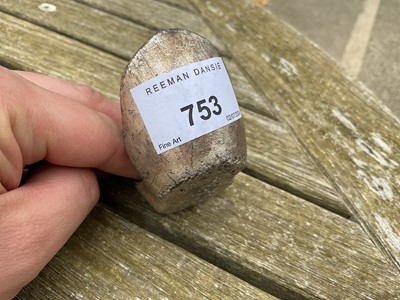 REEMAN DANSIE
753
Fine Art